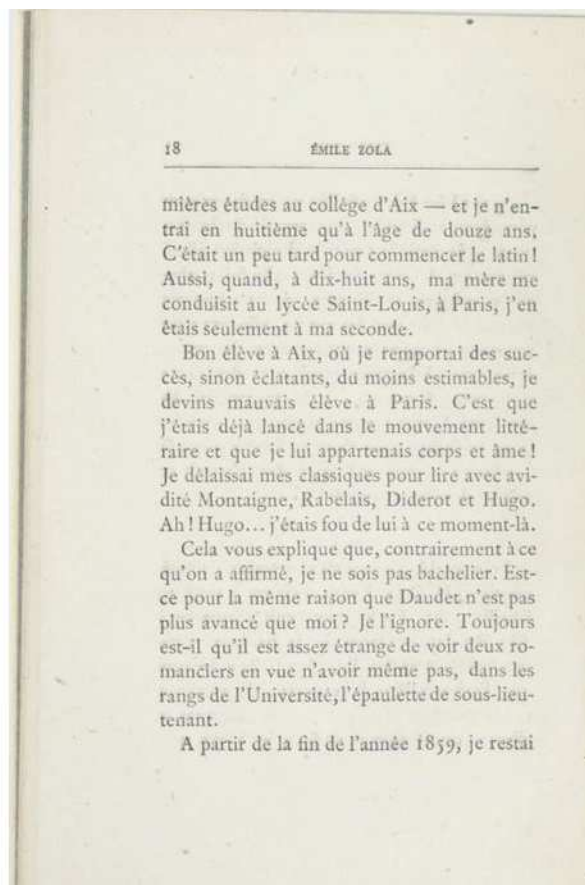 18 ÉMILE ZOLA
mières études au collège d'Aix — et je n'en-
trai en huitième qu'à l'âge de douze ans.
C'était un peu tard pour commencer le latin!
Aussi, quand, à dix-huit ans, ma mère me
conduisit au lycée Saint-Louis, à Paris, j'en
étais seulement à ma seconde.
Bon élève à Aix, où je remportai des suc-
cès, sinon éclatants, du moins estimables, je
devins mauvais élève à Paris. C'est que
j'étais déjà lancé dans le mouvement litté-
raire et que je lui appartenais corps et âme!
Je délaissai mes classiques pour lire avec avi-
dité Montaigne, Rabelais, Diderot et Hugo.
Ah! Hugo... j'étais fou de lui à ce moment-là.
Cela vous explique que, contrairement à ce
qu'on a affirmé, je ne sois pas bachelier. Est-
ce pour la même raison que Daudet n'est pas
plus avancé que moi? Je l'ignore. Toujours
est-il qu'il est assez étrange de voir deux ro-
manciers en vue n'avoir même pas, dans les
rangs de l'Université, l'épaulette de sous-lieu-
tenant.
A partir de la fin de l'année 1859, je restai